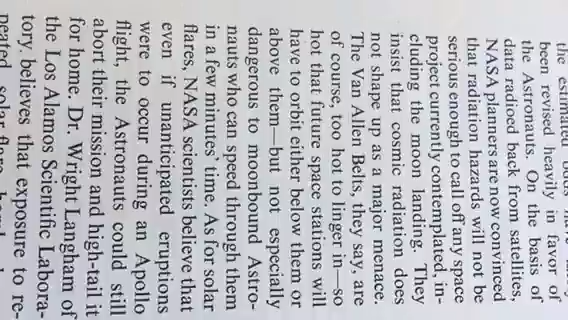 the estimated odds
been revised heavily in favor of
the Astronauts. On the basis of
data radioed back from satellites,
NASA planners are now convinced
that radiation hazards will not be
serious enough to call off any space
project currently contemplated, in-
cluding the moon landing. They
insist that cosmic radiation does
not shape up as a major menace.
The Van Allen Belts, they say, are
of course, too hot to linger in—so
hot that future space stations will
have to orbit either below them or
above them—but not especially
dangerous to moonbound Astro-
nauts who can speed through them
in a few minutes' time. As for solar
flares, NASA scientists believe that
even if unanticipated eruptions
were to occur during an Apollo
flight, the Astronauts could still
abort their mission and high-tail it
for home. Dr. Wright Langham of
the Los Alamos Scientific Labora-
tory, believes that exposure to re-
peated solar-flare